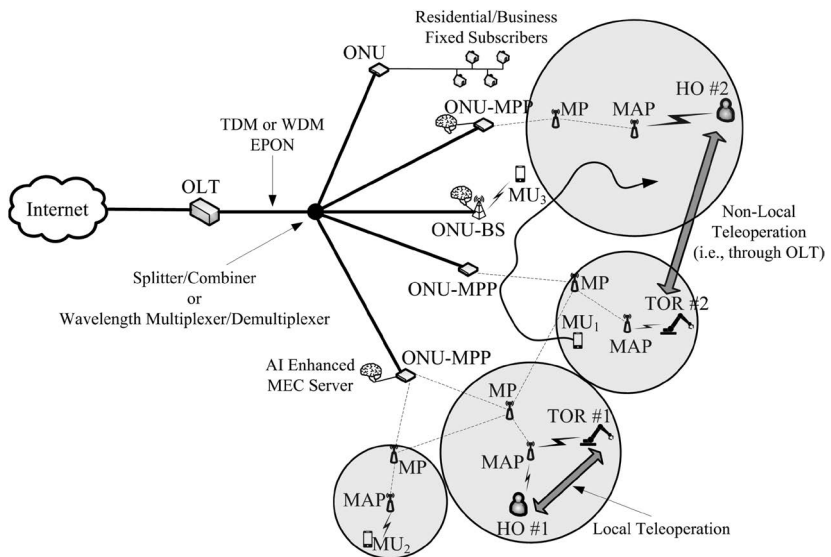 Residential/Business
Fixed Subscribers
ONU
HO #2
ONU-MPP
MP
MAP
TDM or WDM
EPON
OLT
MU3
Internet
ONU-BS
Non-Local
Teleoperation
(i.e., through OLT)
Splitter/Combiner
or
Wavelength Multiplexer/Demultiplexer
ONU-MPP
MP
TOR #2
MU1
MAP
AI Enhanced
MEC Server
ONU-MPP
MP
TOR #1
MAP
MP
MAP
HO #1
Local Teleoperation
MU2